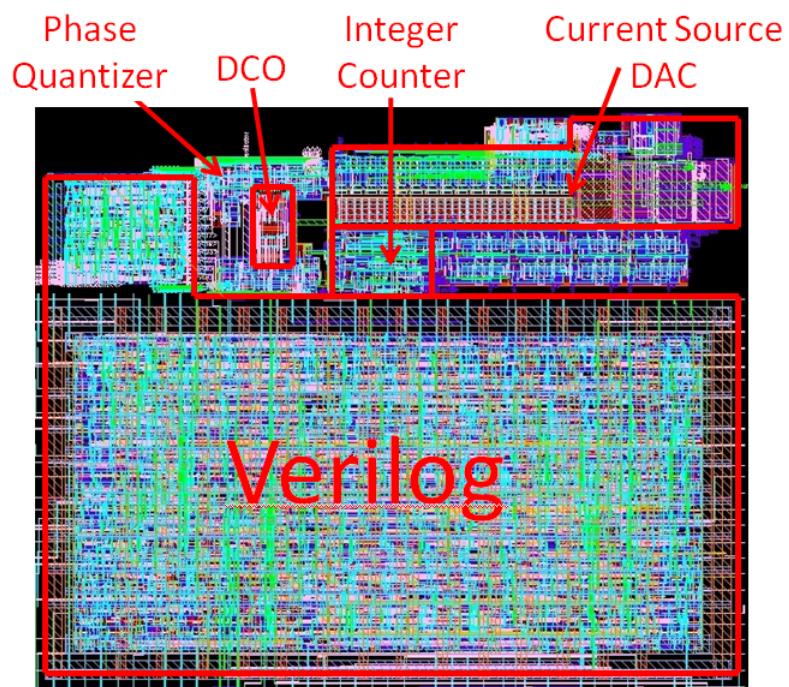 Phase
Quantizer
DCO
Integer
Counter
Current Source
DAC
Verilog